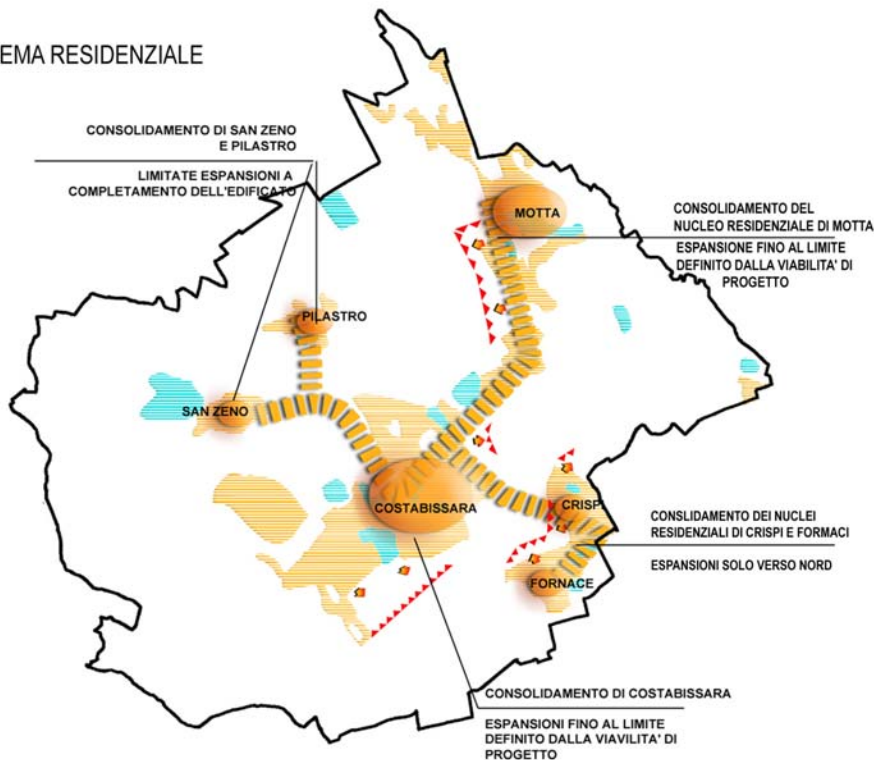 EMA RESIDENZIALE
CONSOLIDAMENTO DI SAN ZENO
E PILASTRO
LIMITATE ESPANSIONI A
COMPLETAMENTO DELL'EDIFICATO
MOTTA
CONSOLIDAMENTO DEL
NUCLEO RESIDENZIALE DI MOTTA
ESPANSIONE FINO AL LIMITE
DEFINITO DALLA VIABILITA' DI
PROGETTO
PILASTRO
SAN ZENO
COSTABISSARA
CRISPI
CONSLIDAMENTO DEI NUCLEI
RESIDENZIALI DI CRISPI E FORMACI
ESPANSIONI SOLO VERSO NORD
FORNACE
CONSOLIDAMENTO DI COSTABISSARA
ESPANSIONI FINO AL LIMITE
DEFINITO DALLA VIAVILITA' DI
PROGETTO